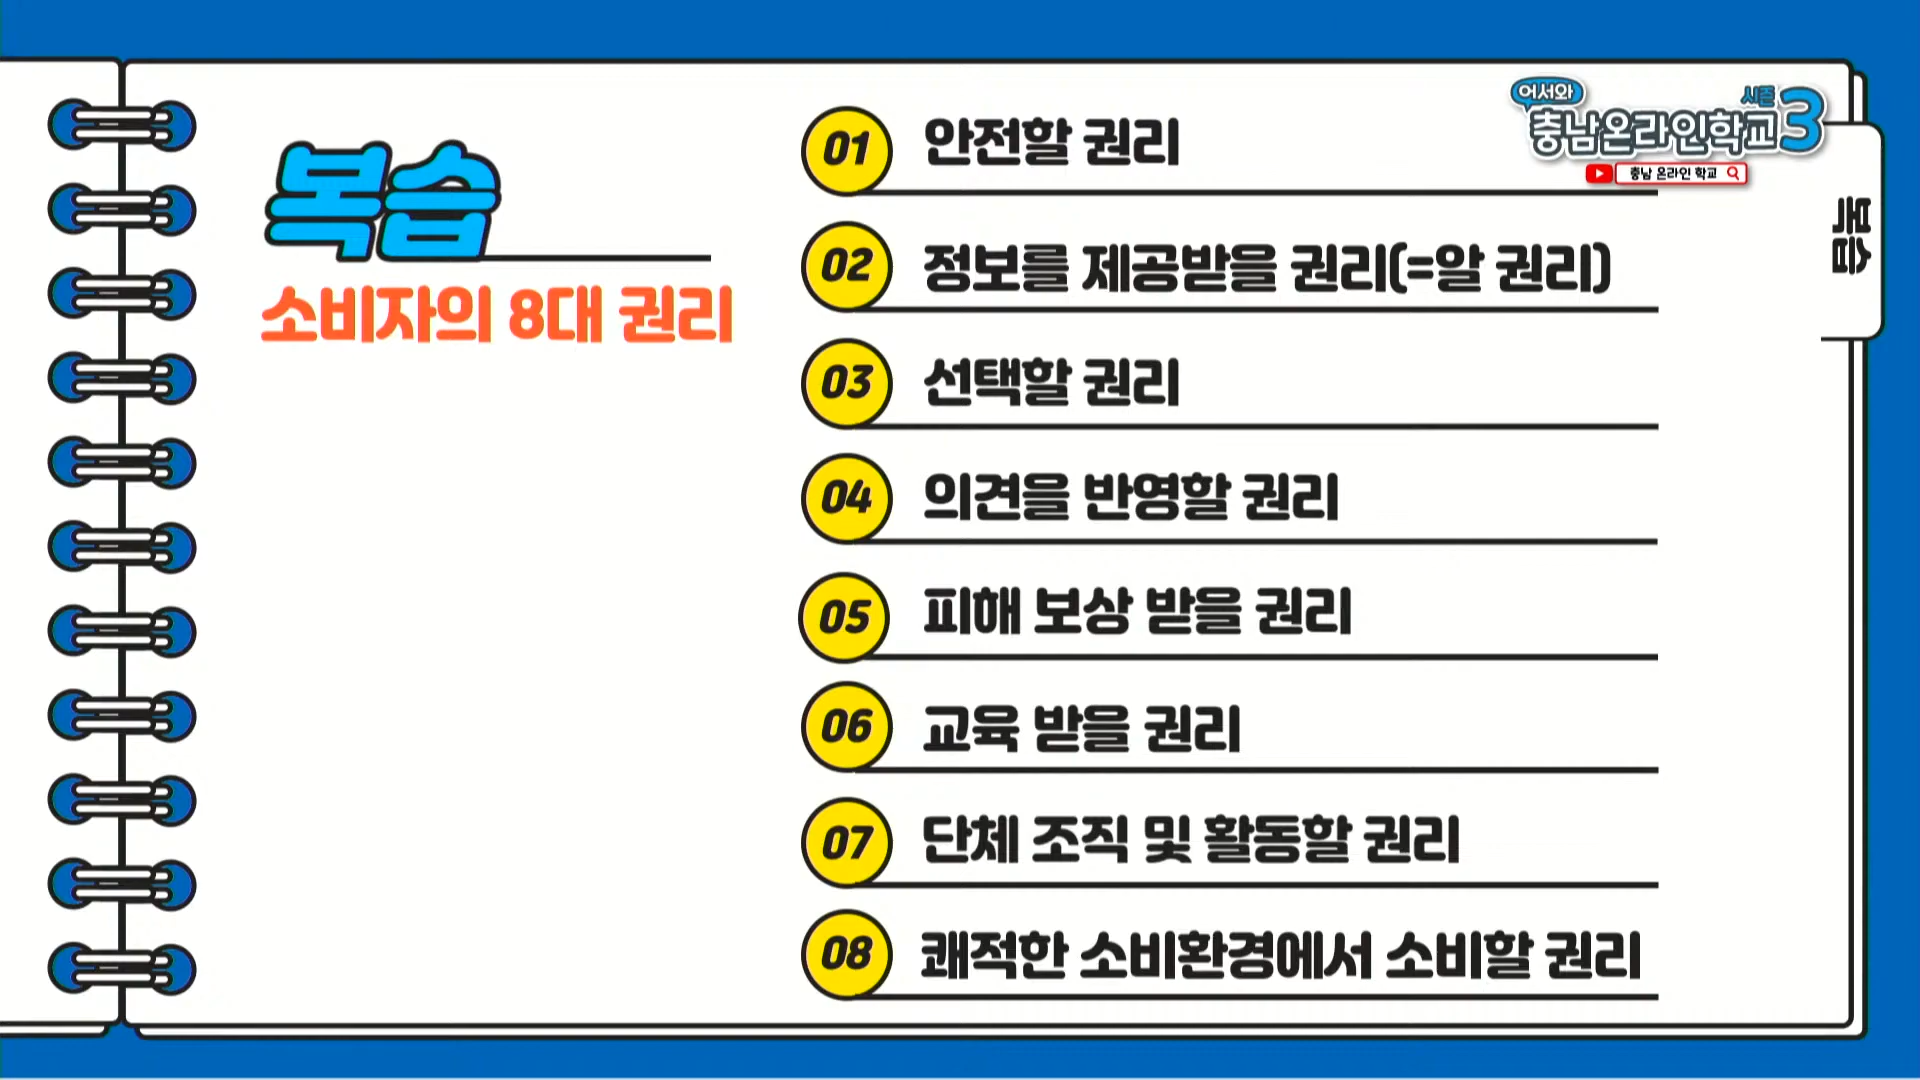 복습
소비자의 8대 권리
01 안전할 권리
02 정보를 제공받을 권리(=알 권리)
03 선택할 권리
04 의견을 반영할 권리
05 피해 보상 받을 권리
06 교육 받을 권리
07 단체 조직 및 활동할 권리
08 쾌적한 소비환경에서 소비할 권리
어서와
시즌3
충남온라인학교
충남 온라인 학교
복습